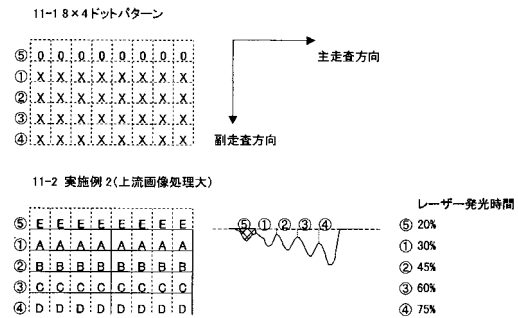 11-1 8×4ドットパターン
⑤ 0 0 0 0 0 0 0 0
① X X X X X X X X
② X X X X X X X X
③ X X X X X X X X
④ X X X X X X X X
主走査方向
副走査方向
11-2 実施例2(上流画像処理大)
⑤ E E E E E E E E
① A A A A A A A A
② B B B B B B B B
③ C C C C C C C C
④ D D D D D D D D
⑤ ① ② ③ ④
レーザー発光時間
⑤ 20%
① 30%
② 45%
③ 60%
④ 75%